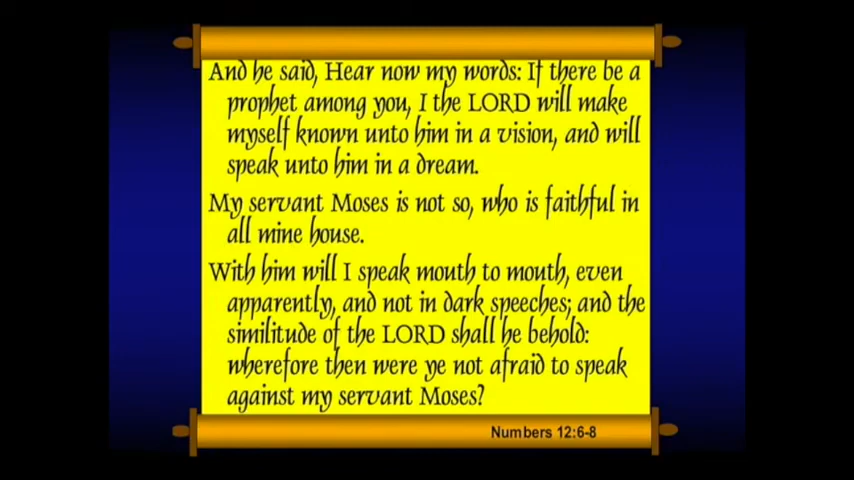 And he said, Hear now my words: If there be a
prophet among you, I the LORD will make
myself known unto him in a vision, and will
speak unto him in a dream.
My servant Moses is not so, who is faithful in
all mine house.
With him will I speak mouth to mouth, even
apparently, and not in dark speeches; and the
similitude of the LORD shall he behold:
wherefore then were ye not afraid to speak
against my servant Moses?
Numbers 12:6-8